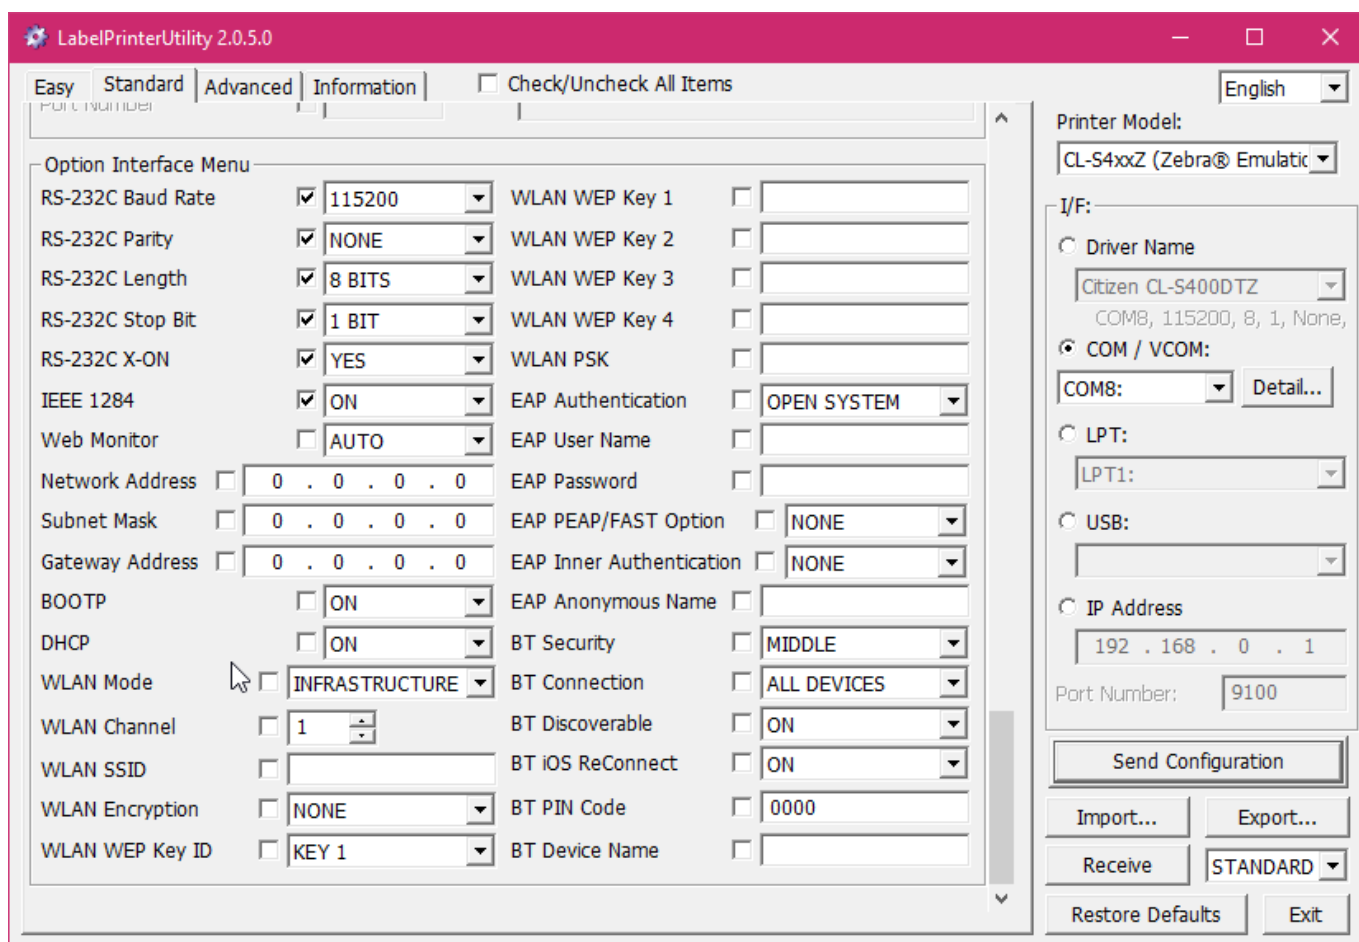 LabelPrinterUtility 2.0.5.0
Easy Standard Advanced Information Check/Uncheck All Items English
Port Number
Option Interface Menu
RS-232C Baud Rate 115200
RS-232C Parity NONE
RS-232C Length 8 BITS
RS-232C Stop Bit 1 BIT
RS-232C X-ON YES
IEEE 1284 ON
Web Monitor AUTO
Network Address 0 . 0 . 0 . 0
Subnet Mask 0 . 0 . 0 . 0
Gateway Address 0 . 0 . 0 . 0
BOOTP ON
DHCP ON
WLAN Mode INFRASTRUCTURE
WLAN Channel 1
WLAN SSID
WLAN Encryption NONE
WLAN WEP Key ID KEY 1
WLAN WEP Key 1
WLAN WEP Key 2
WLAN WEP Key 3
WLAN WEP Key 4
WLAN PSK
EAP Authentication OPEN SYSTEM
EAP User Name
EAP Password
EAP PEAP/FAST Option NONE
EAP Inner Authentication NONE
EAP Anonymous Name
BT Security MIDDLE
BT Connection ALL DEVICES
BT Discoverable ON
BT iOS ReConnect ON
BT PIN Code 0000
BT Device Name
Printer Model:
CL-S4xxZ (Zebra® Emulatic
I/F:
Driver Name
Citizen CL-S400DTZ
COM8, 115200, 8, 1, None,
COM / VCOM:
COM8: Detail...
LPT:
LPT1:
USB:
IP Address
192 . 168 . 0 . 1
Port Number: 9100
Send Configuration
Import... Export...
Receive STANDARD
Restore Defaults Exit